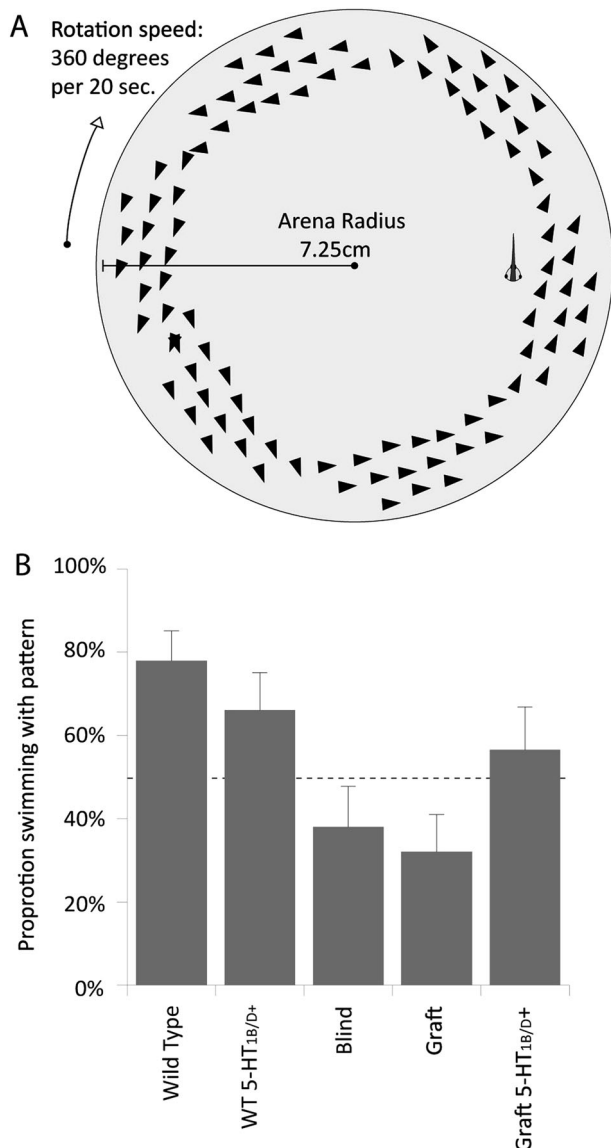 A
Rotation speed:
360 degrees
per 20 sec.
Arena Radius
7.25cm
B
100%
80%
60%
40%
20%
0%
Proprotion swimming with pattern
Wild Type
WT 5-HT1B/D+
Blind
Graft
Graft 5-HT1B/D+